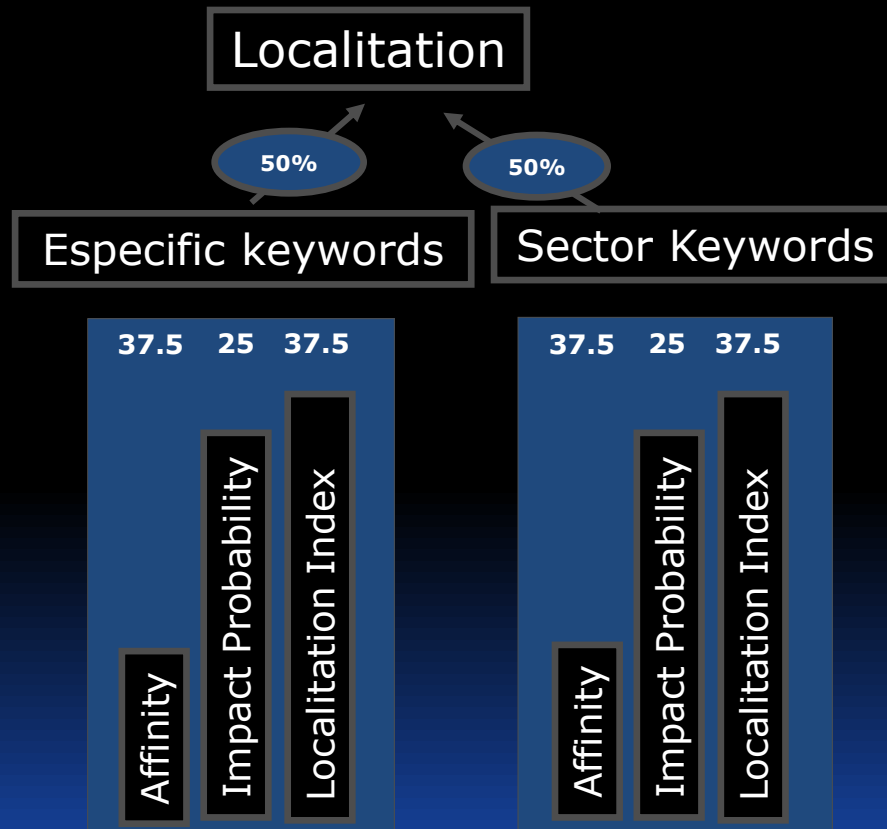 Localitation
50%
50%
Especific keywords
Sector Keywords
37.5 25 37.5
Affinity
Impact Probability
Localitation Index
37.5 25 37.5
Affinity
Impact Probability
Localitation Index